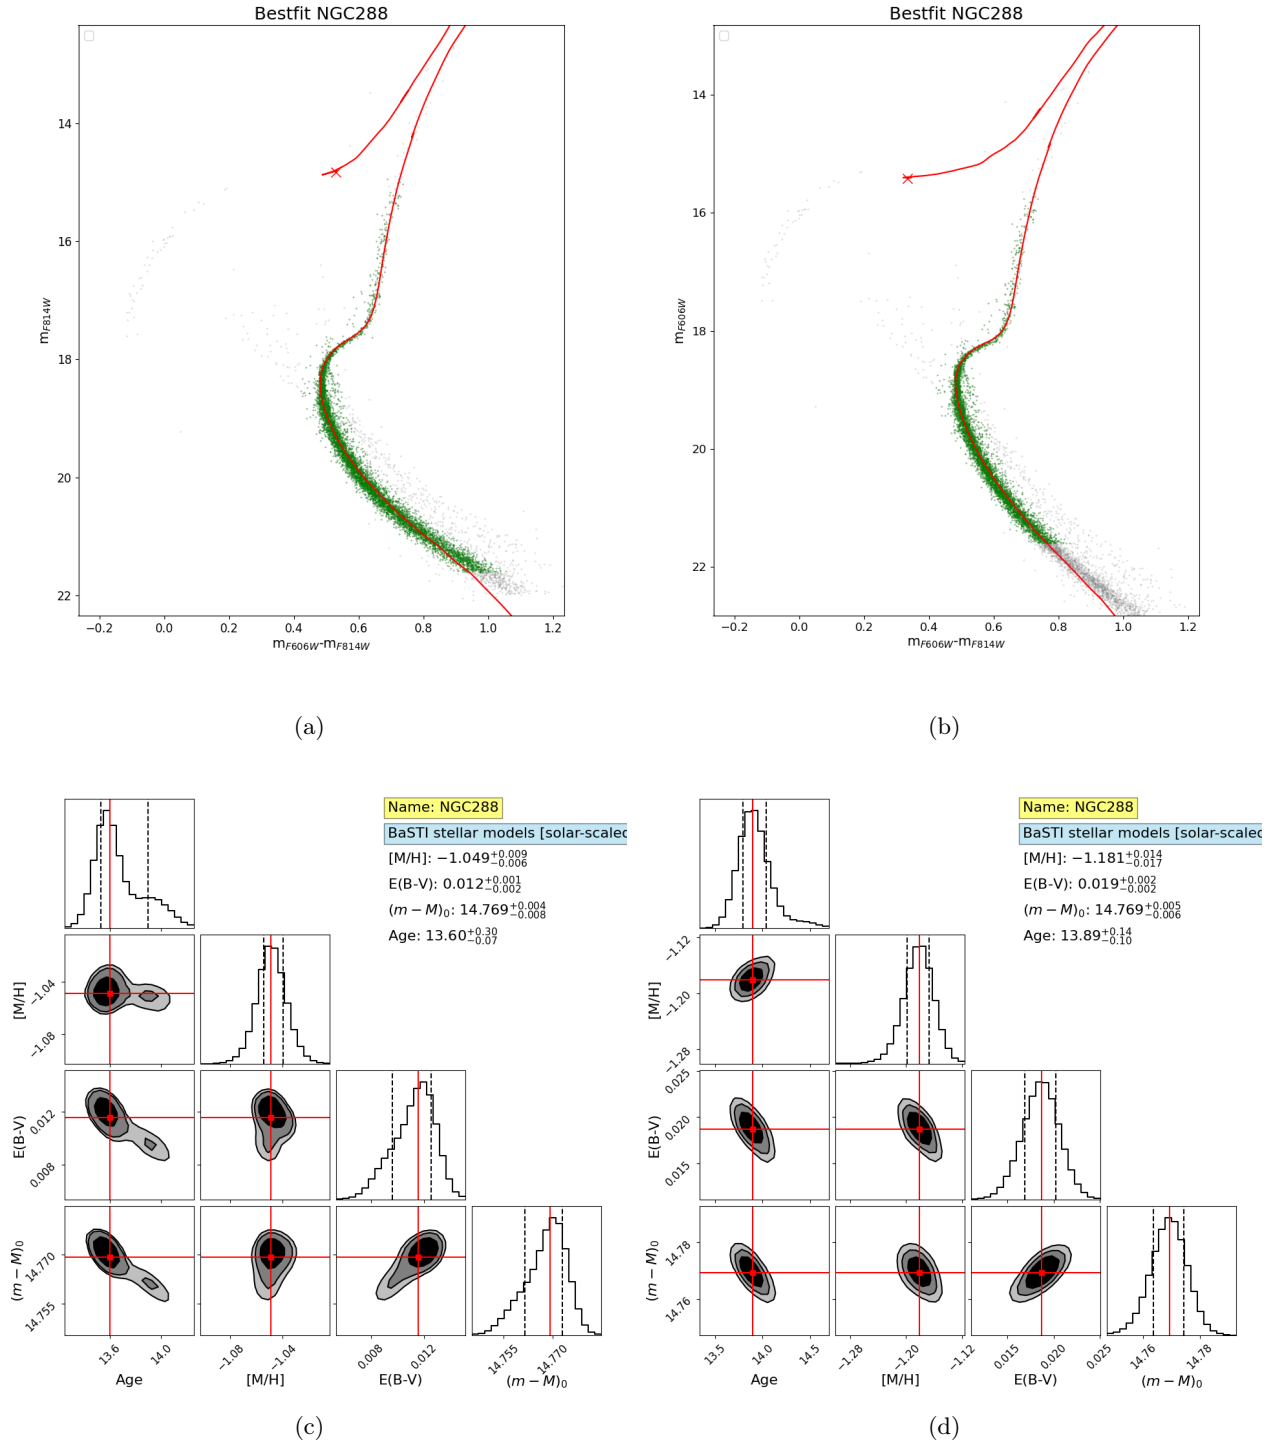 Bestfit NGC288
14
16
18
20
22
m_F814W
−0.2 0.0 0.2 0.4 0.6 0.8 1.0 1.2
m_F606W-m_F814W
(a)
Bestfit NGC288
14
16
18
20
22
m_F606W
−0.2 0.0 0.2 0.4 0.6 0.8 1.0 1.2
m_F606W-m_F814W
(b)
Name: NGC288
BaSTI stellar models [solar-scaled
[M/H]: −1.049 +0.009 −0.006
E(B-V): 0.012 +0.001 −0.002
(m − M)0: 14.769 +0.004 −0.008
Age: 13.60 +0.30 −0.07
[M/H]
−1.04
−1.08
E(B-V)
0.012
0.008
(m − M)0
14.770
14.755
13.6 14.0
−1.08 −1.04
0.008 0.012
14.755 14.770
Age [M/H] E(B-V) (m − M)0
(c)
Name: NGC288
BaSTI stellar models [solar-scaled
[M/H]: −1.181 +0.014 −0.017
E(B-V): 0.019 +0.002 −0.002
(m − M)0: 14.769 +0.005 −0.006
Age: 13.89 +0.14 −0.10
[M/H]
−1.12
−1.20
−1.28
E(B-V)
0.025
0.020
0.015
(m − M)0
14.78
14.76
13.5 14.0 14.5
−1.28 −1.20 −1.12
0.015 0.020 0.025
14.76 14.78
Age [M/H] E(B-V) (m − M)0
(d)